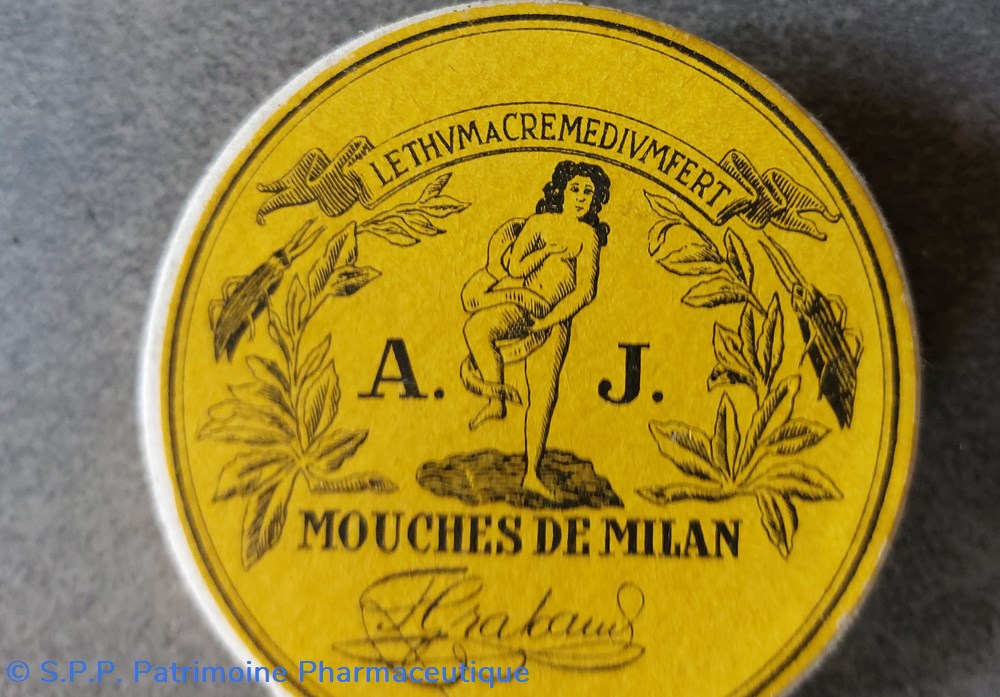 LETHVMACREMEDIVMFERT
A. J.
MOUCHES DE MILAN
© S.P.P. Patrimoine Pharmaceutique